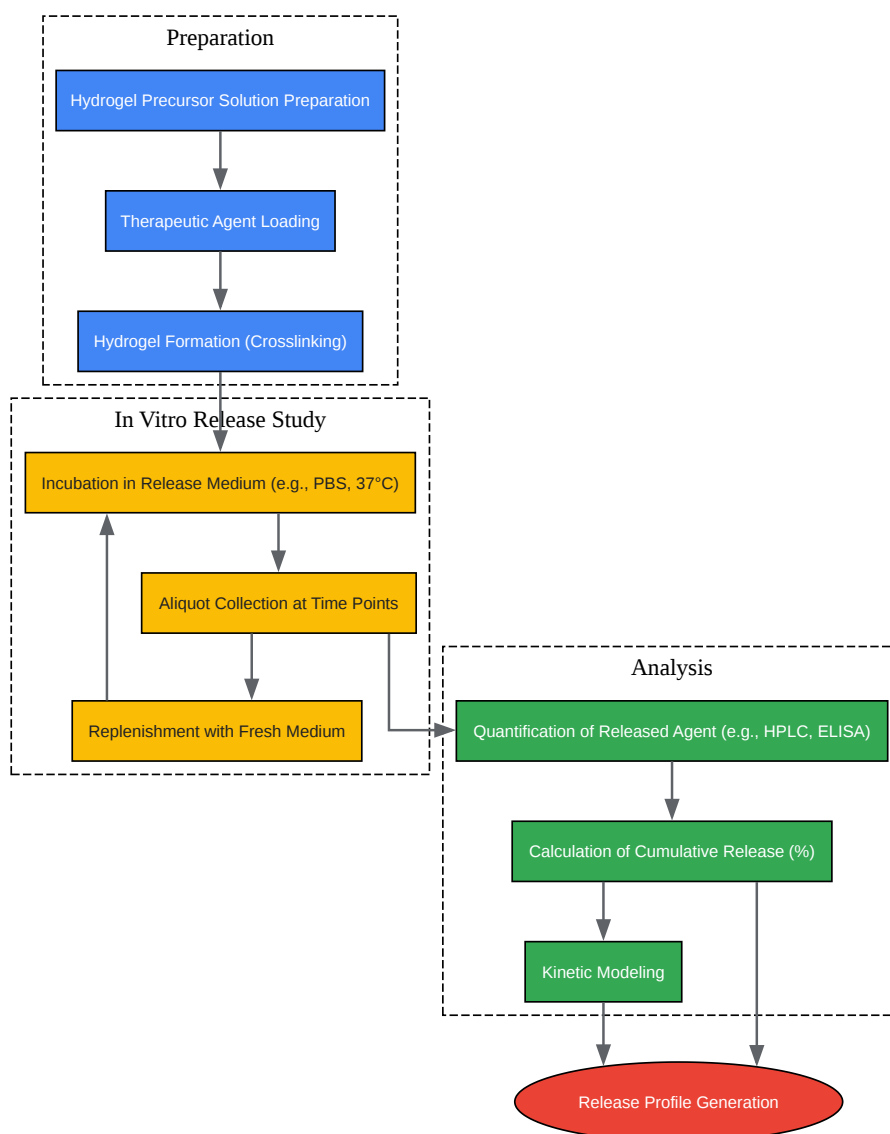 Preparation
Hydrogel Precursor Solution Preparation
Therapeutic Agent Loading
Hydrogel Formation (Crosslinking)
In Vitro Release Study
Incubation in Release Medium (e.g., PBS, 37°C)
Aliquot Collection at Time Points
Replenishment with Fresh Medium
Analysis
Quantification of Released Agent (e.g., HPLC, ELISA)
Calculation of Cumulative Release (%)
Kinetic Modeling
Release Profile Generation